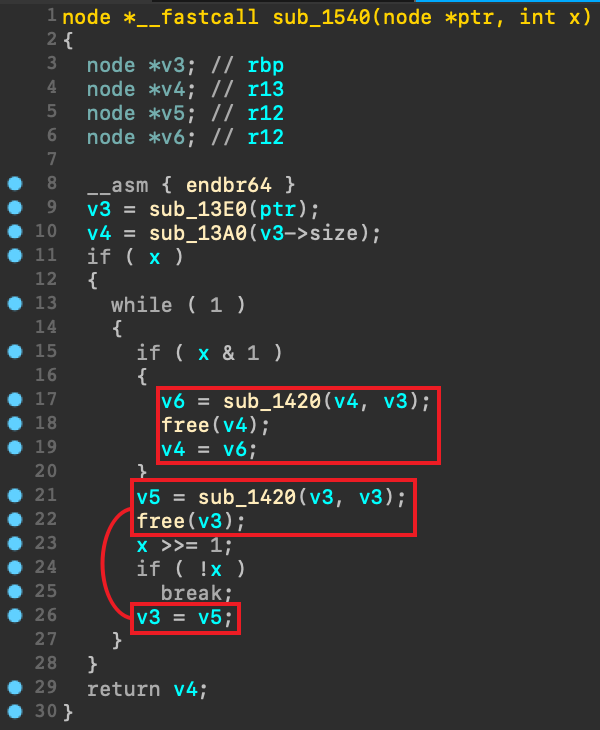 1 node *__fastcall sub_1540(node *ptr, int x)
2 {
3 node *v3; // rbp
4 node *v4; // r13
5 node *v5; // r12
6 node *v6; // r12
7
8 __asm { endbr64 }
9 v3 = sub_13E0(ptr);
10 v4 = sub_13A0(v3->size);
11 if ( x )
12 {
13 while ( 1 )
14 {
15 if ( x & 1 )
16 {
17 v6 = sub_1420(v4, v3);
18 free(v4);
19 v4 = v6;
20 }
21 v5 = sub_1420(v3, v3);
22 free(v3);
23 x >>= 1;
24 if ( !x )
25 break;
26 v3 = v5;
27 }
28 }
29 return v4;
30 }